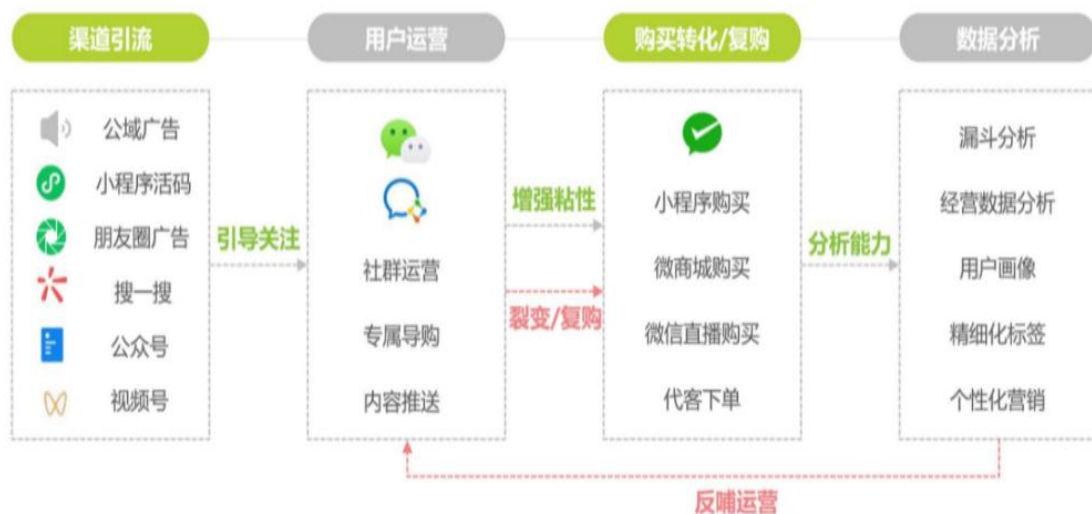 渠道引流
用户运营
购买转化/复购
数据分析
公域广告
小程序活码
朋友圈广告
搜一搜
公众号
视频号
引导关注
社群运营
专属导购
内容推送
增强粘性
裂变/复购
小程序购买
微商城购买
微信直播购买
代客下单
分析能力
漏斗分析
经营数据分析
用户画像
精细化标签
个性化营销
反哺运营